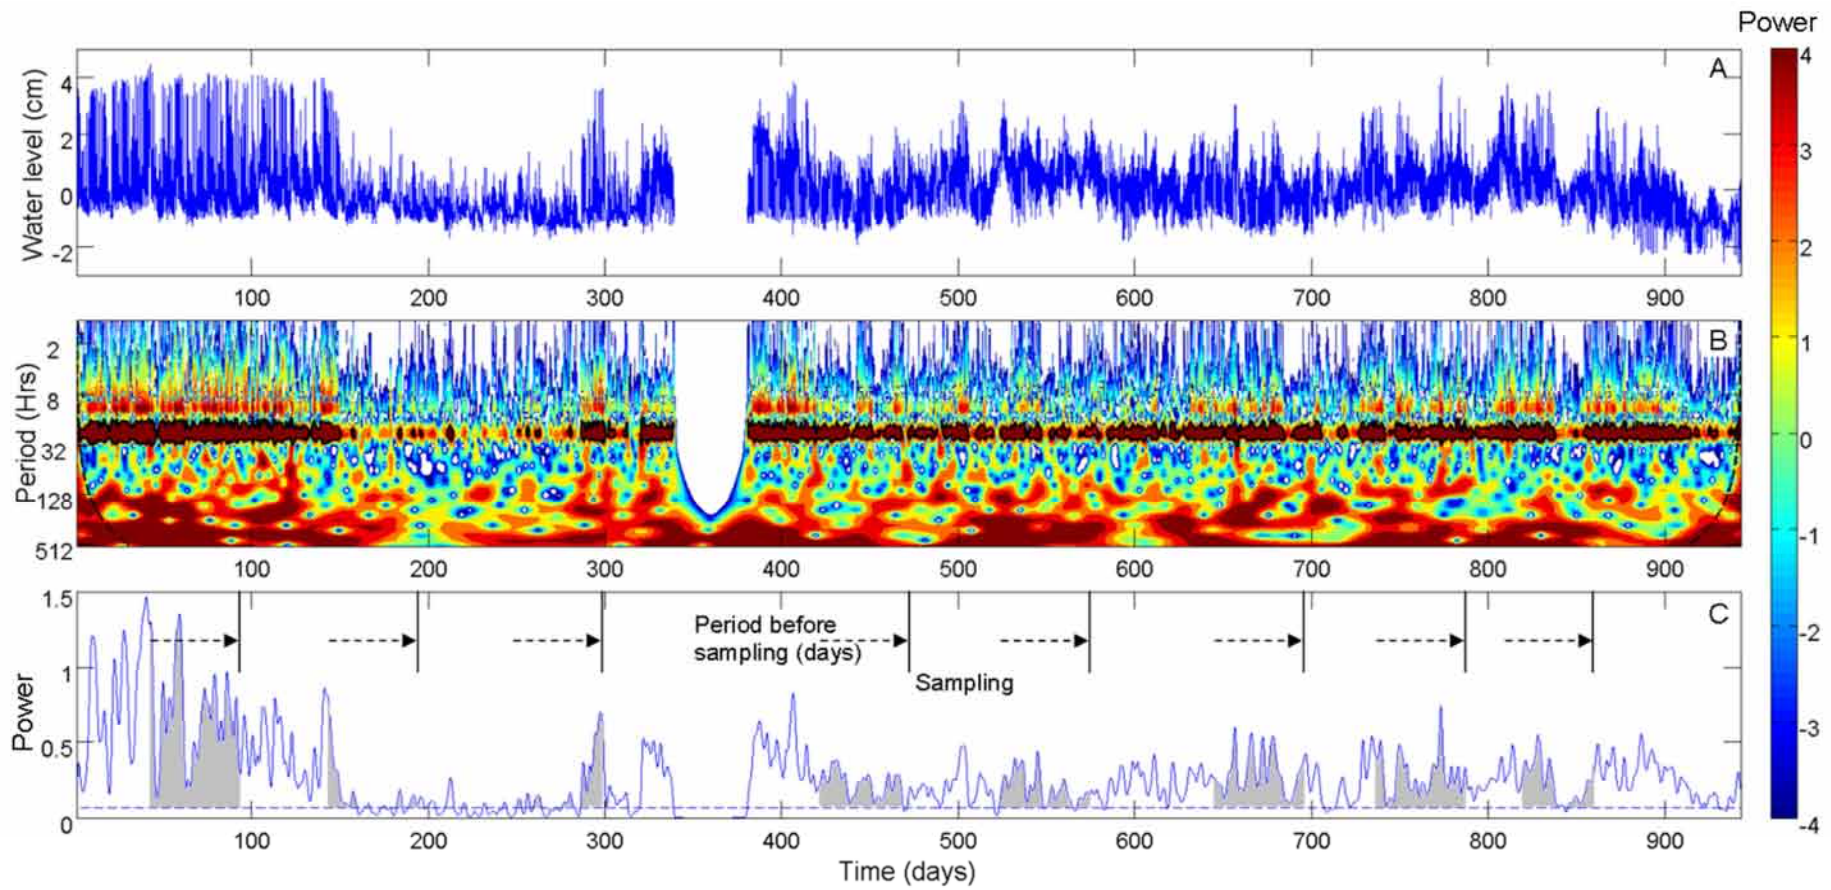 Power
A
4
2
0
-2
Water level (cm)
100 200 300 400 500 600 700 800 900
B
2
8
32
128
512
Period (Hrs)
100 200 300 400 500 600 700 800 900
C
1.5
1
0.5
0
Power
Period before
sampling (days)
Sampling
100 200 300 400 500 600 700 800 900
Time (days)
4
3
2
1
0
-1
-2
-3
-4